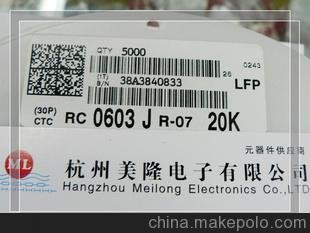 QTY 5000
0243
(1T)
B/N 38A3840833
26
LFP
(30P)
CTC RC 0603 J R-07 20K
元器件供应商
ML
杭州美隆电子有限公司
Hangzhou Meilong Electronics Co.,LTD
china.makepolo.com